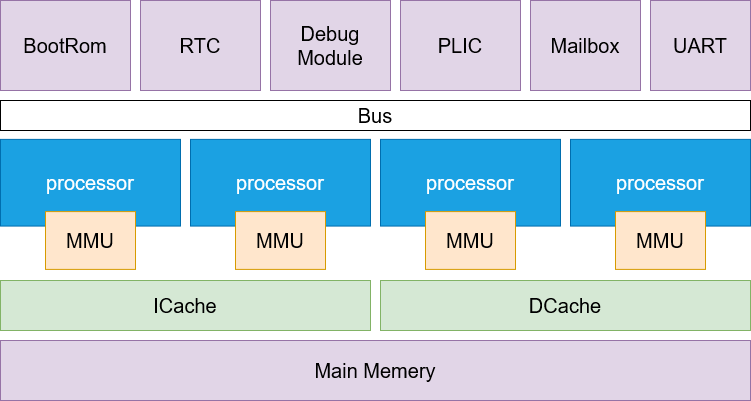 BootRom
RTC
Debug
Module
PLIC
Mailbox
UART
Bus
processor
processor
processor
processor
MMU
MMU
MMU
MMU
ICache
DCache
Main Memery